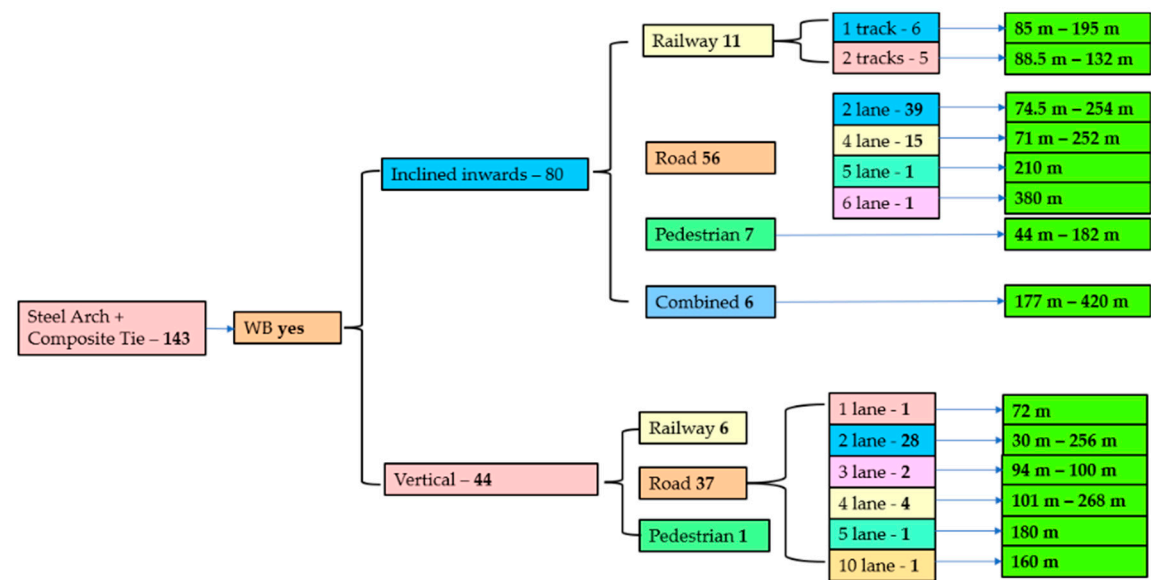 Steel Arch +
Composite Tie – 143
WB yes
Inclined inwards – 80
Railway 11
1 track - 6
85 m – 195 m
2 tracks - 5
88.5 m – 132 m
Road 56
2 lane - 39
74.5 m – 254 m
4 lane - 15
71 m – 252 m
5 lane - 1
210 m
6 lane - 1
380 m
Pedestrian 7
44 m – 182 m
Combined 6
177 m – 420 m
Vertical – 44
Railway 6
Road 37
1 lane - 1
72 m
2 lane - 28
30 m – 256 m
3 lane - 2
94 m – 100 m
4 lane - 4
101 m – 268 m
5 lane - 1
180 m
10 lane - 1
160 m
Pedestrian 1